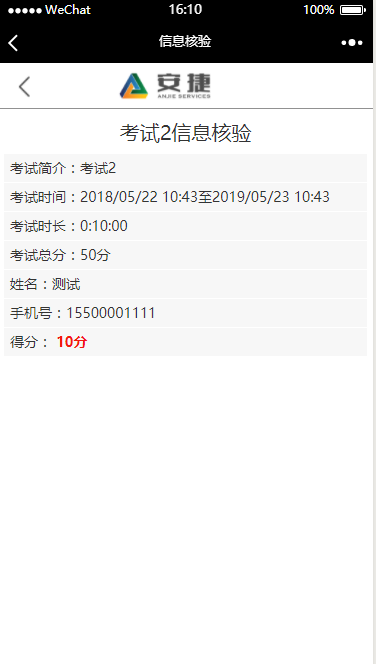 WeChat 16:10 100%
信息核验
安捷
ANJIE SERVICES
考试2信息核验
考试简介：考试2
考试时间：2018/05/22 10:43至2019/05/23 10:43
考试时长：0:10:00
考试总分：50分
姓名：测试
手机号：15500001111
得分： 10分